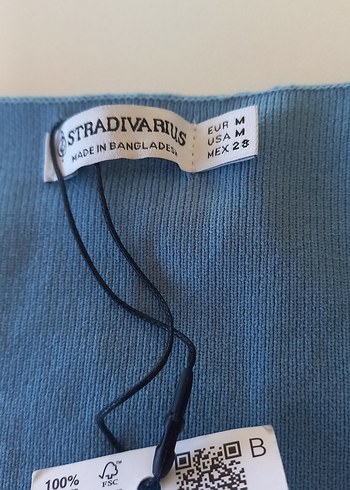 STRADIVARIUS
MADE IN BANGLADESH
EUR M
USA M
MEX 28
100%
FSC
B